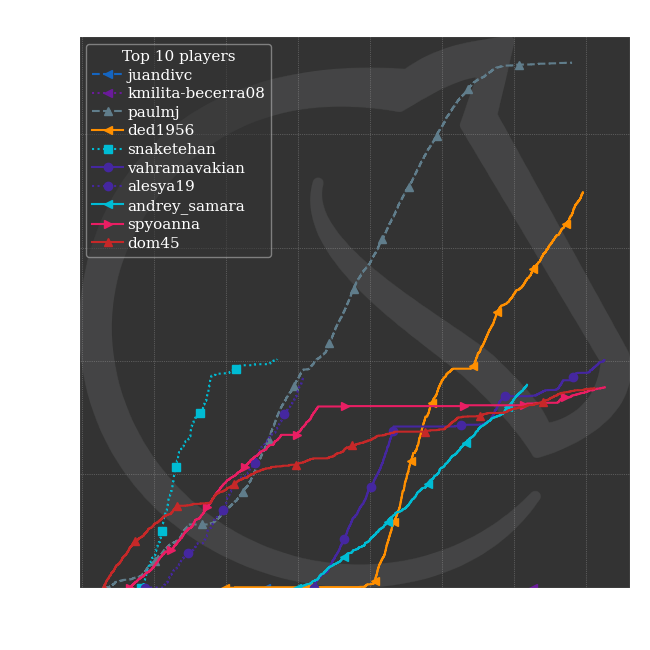 Top 10 players
juandivc
kmilita-becerra08
paulmj
ded1956
snaketehan
vahramavakian
alesya19
andrey_samara
spyoanna
dom45